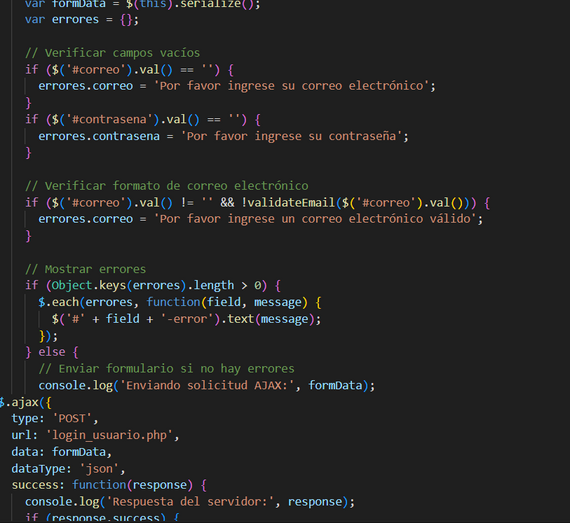 var formData = $(this).serialize();
var errores = {};
// Verificar campos vacíos
if ($('#correo').val() == '') {
errores.correo = 'Por favor ingrese su correo electrónico';
}
if ($('#contrasena').val() == '') {
errores.contrasena = 'Por favor ingrese su contraseña';
}
// Verificar formato de correo electrónico
if ($('#correo').val() != '' && !validateEmail($('#correo').val())) {
errores.correo = 'Por favor ingrese un correo electrónico válido';
}
// Mostrar errores
if (Object.keys(errores).length > 0) {
$.each(errores, function(field, message) {
$('#' + field + '-error').text(message);
});
} else {
// Enviar formulario si no hay errores
console.log('Enviando solicitud AJAX:', formData);
$.ajax({
type: 'POST',
url: 'login_usuario.php',
data: formData,
dataType: 'json',
success: function(response) {
console.log('Respuesta del servidor:', response);
if (response.success) {